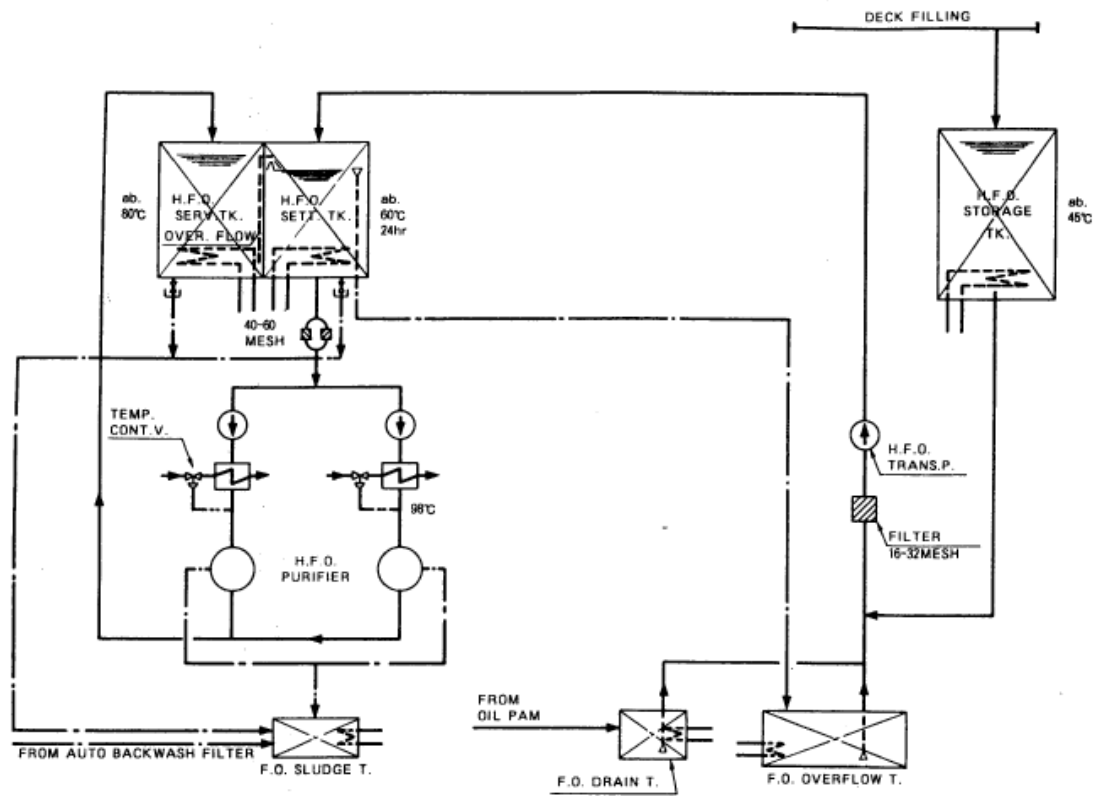 DECK FILLING
ab.
80℃
H.F.O.
SERV.TK.
OVER. FLOW
H.F.O.
SETT. TK.
ab.
60℃
24hr
H.F.O.
STORAGE
TK.
ab.
45℃
40-60
MESH
TEMP.
CONT.V.
98℃
H.F.O.
TRANS.P.
FILTER
16-32MESH
H.F.O.
PURIFIER
FROM
OIL PAM
FROM AUTO BACKWASH FILTER
F.O. SLUDGE T.
F.O. DRAIN T.
F.O. OVERFLOW T.